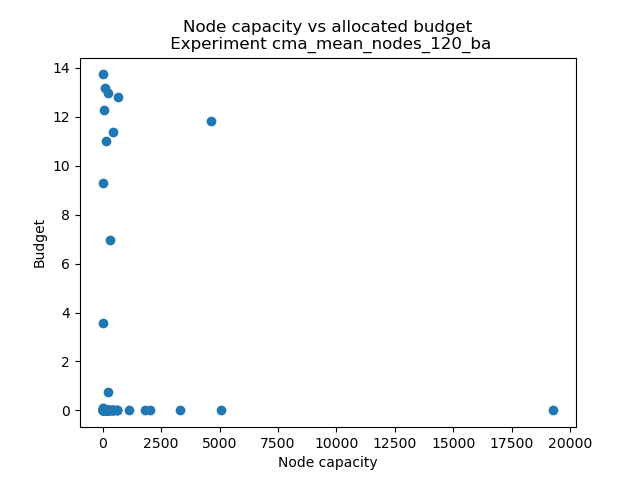 Node capacity vs allocated budget
Experiment cma_mean_nodes_120_ba
14
12
10
8
6
4
2
0
Budget
0 2500 5000 7500 10000 12500 15000 17500 20000
Node capacity